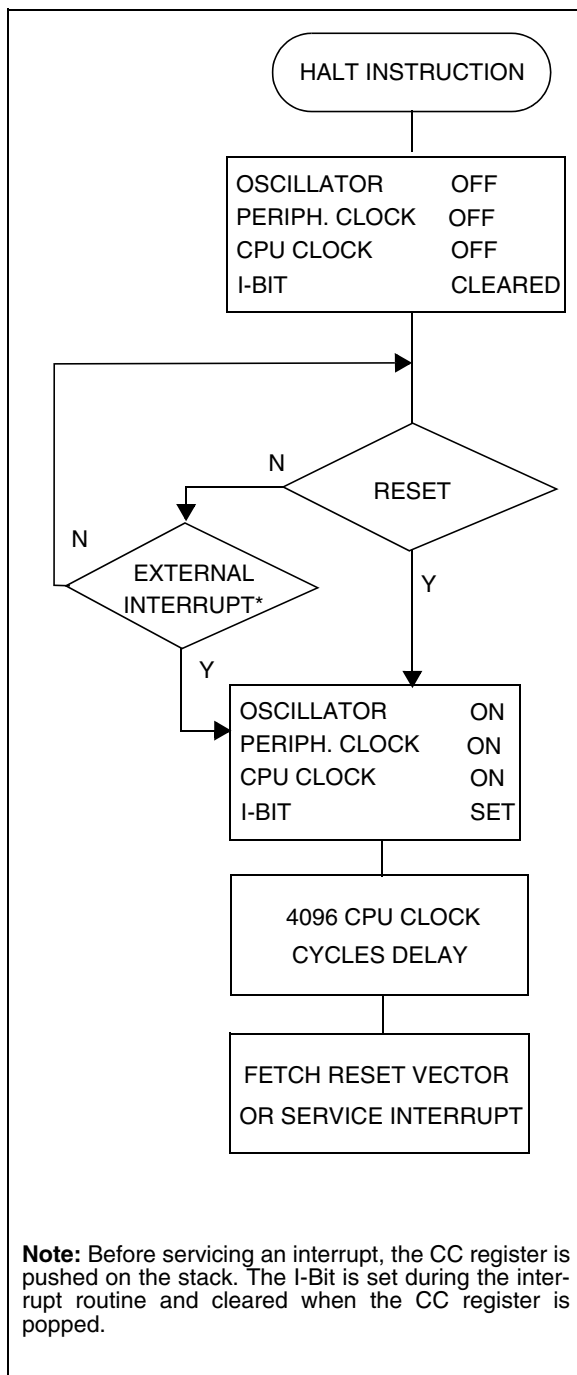 HALT INSTRUCTION
OSCILLATOR OFF
PERIPH. CLOCK OFF
CPU CLOCK OFF
I-BIT CLEARED
N
RESET
N
EXTERNAL
INTERRUPT*
Y
Y
OSCILLATOR ON
PERIPH. CLOCK ON
CPU CLOCK ON
I-BIT SET
4096 CPU CLOCK
CYCLES DELAY
FETCH RESET VECTOR
OR SERVICE INTERRUPT
Note: Before servicing an interrupt, the CC register is
pushed on the stack. The I-Bit is set during the inter-
rupt routine and cleared when the CC register is
popped.